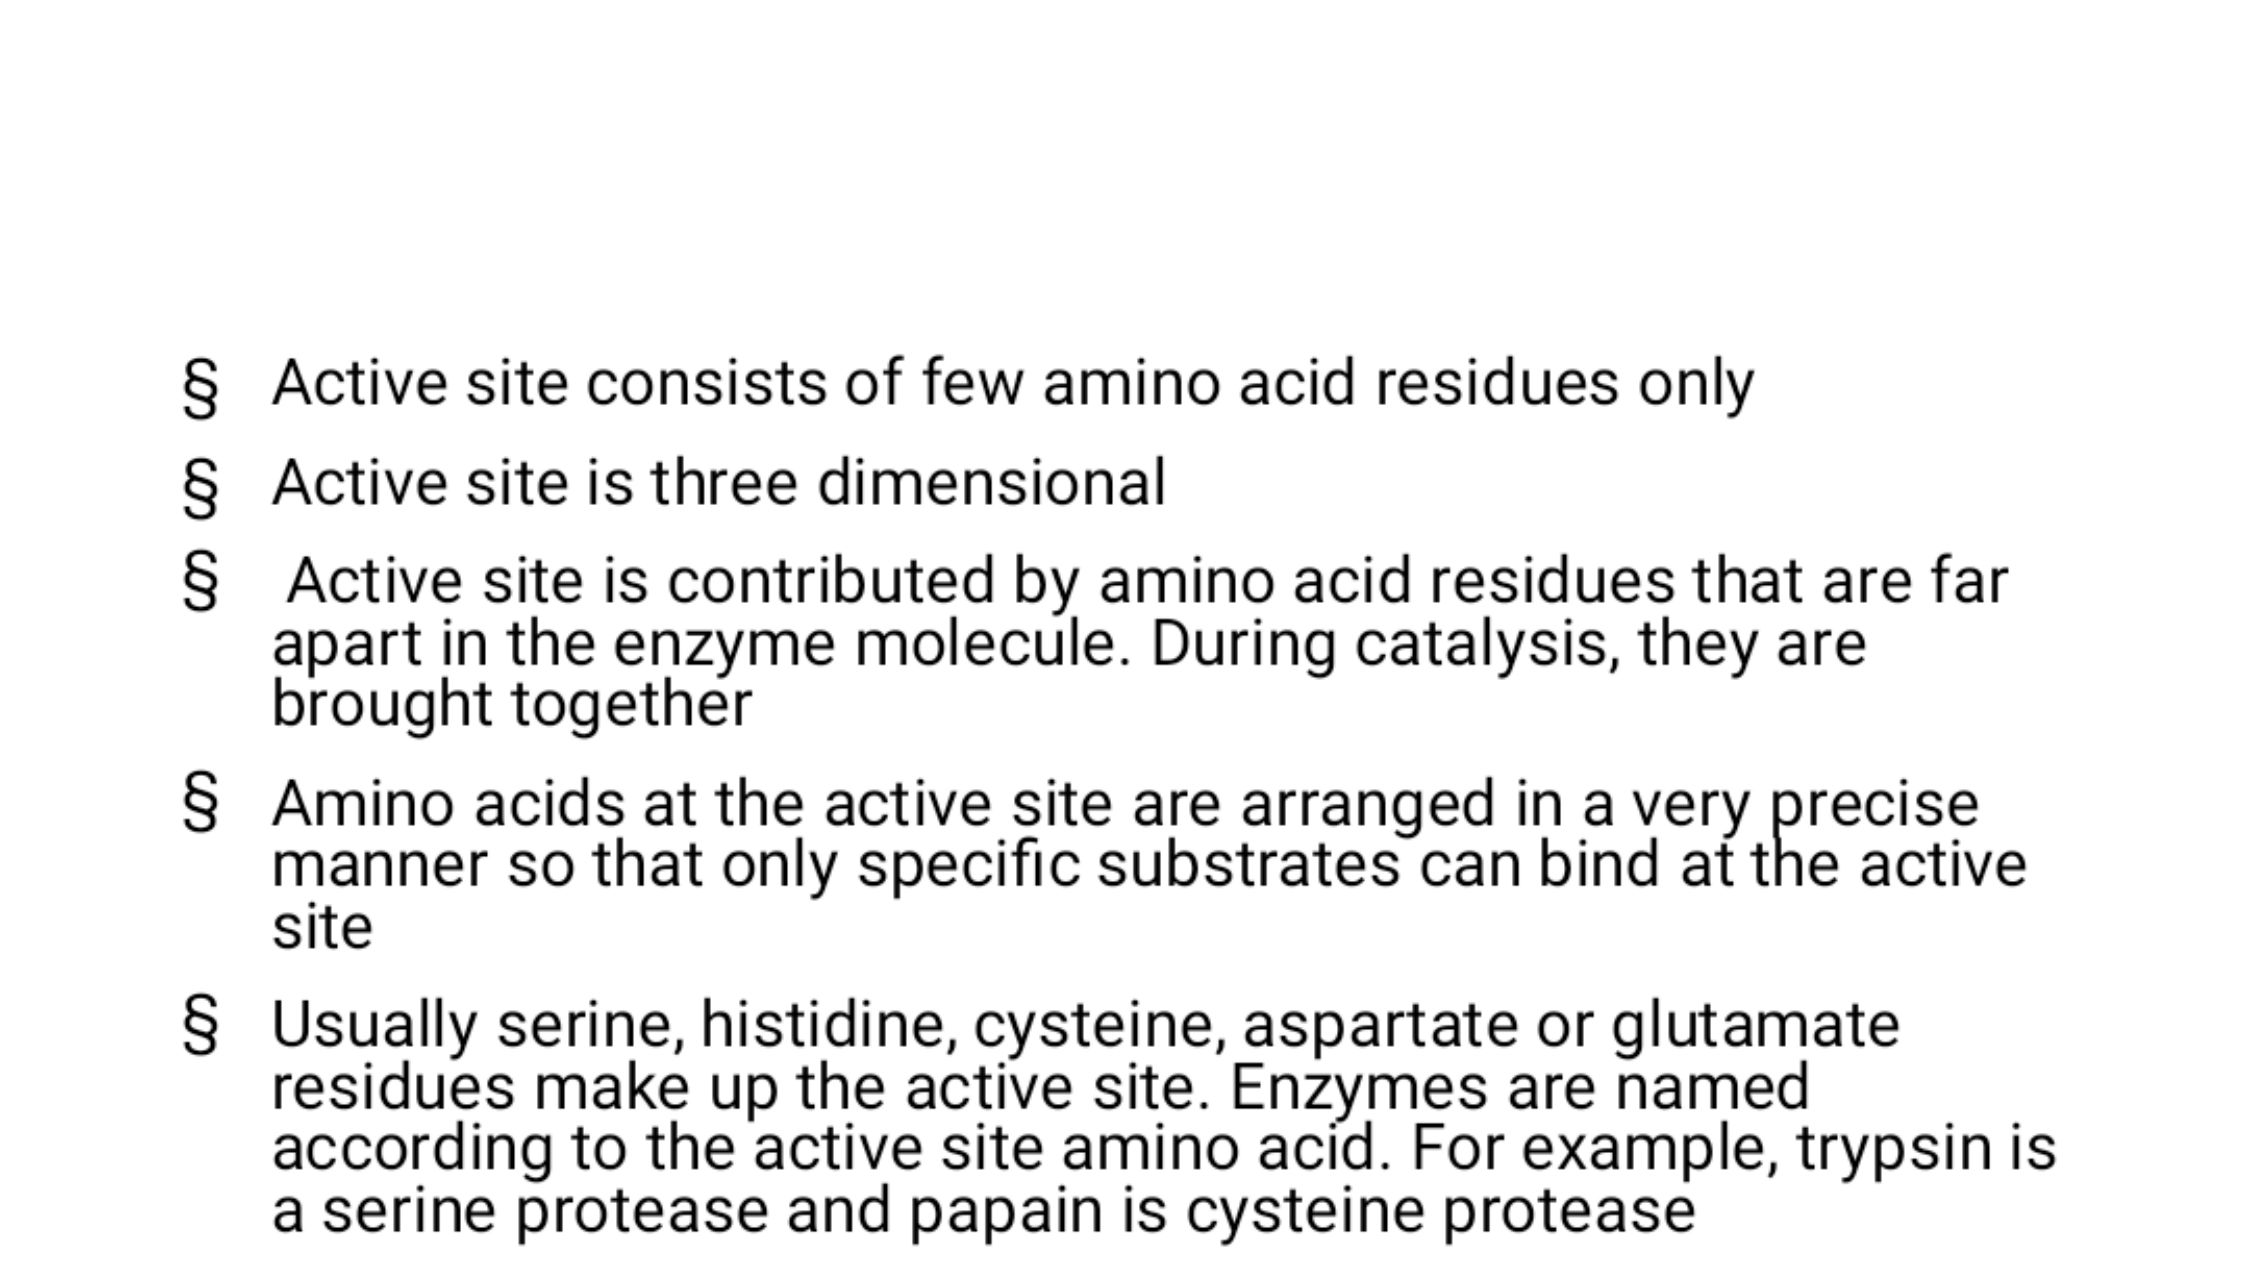 § Active site consists of few amino acid residues only
§ Active site is three dimensional
§ Active site is contributed by amino acid residues that are far
apart in the enzyme molecule. During catalysis, they are
brought together
§ Amino acids at the active site are arranged in a very precise
manner so that only specific substrates can bind at the active
site
§ Usually serine, histidine, cysteine, aspartate or glutamate
residues make up the active site. Enzymes are named
according to the active site amino acid. For example, trypsin is
a serine protease and papain is cysteine protease